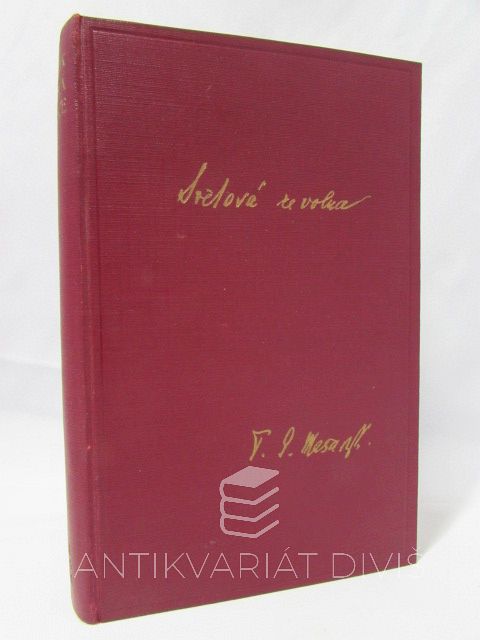 Světová revoluce
T. G. Masaryk.
ANTIKVARIÁT DIVIŠ